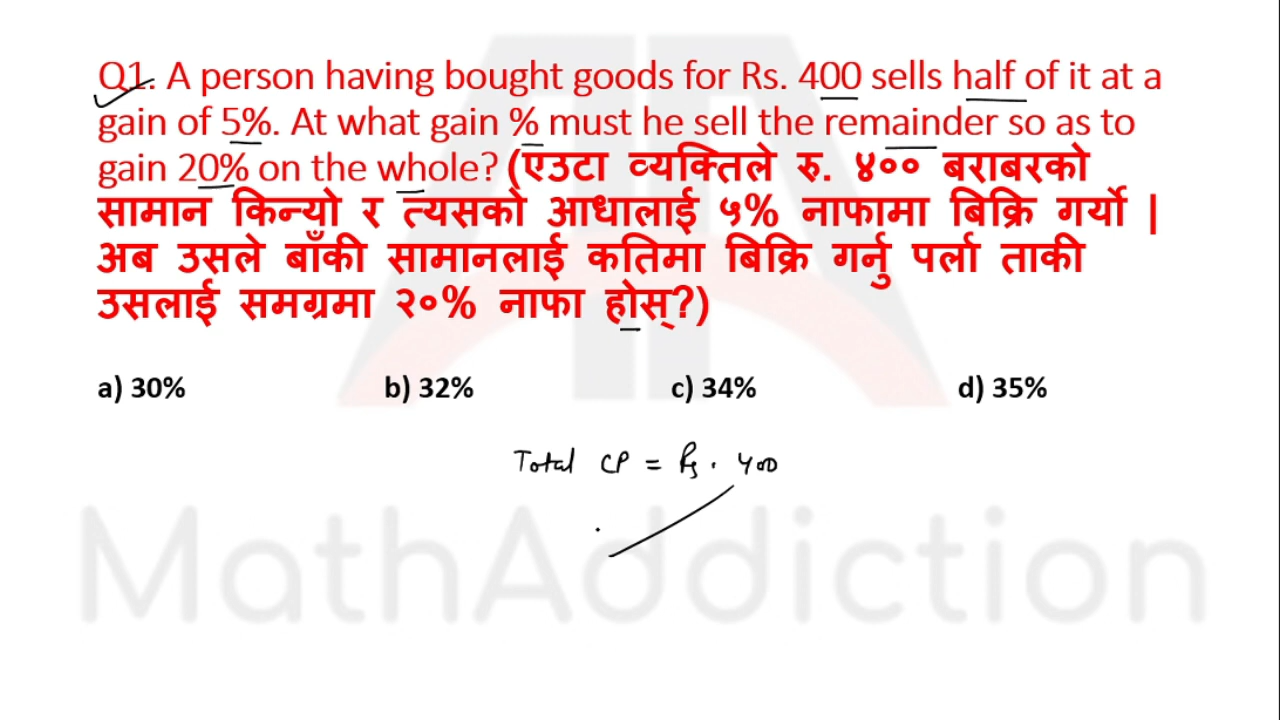 Q1. A person having bought goods for Rs. 400 sells half of it at a
gain of 5%. At what gain % must he sell the remainder so as to
gain 20% on the whole? (एउटा व्यक्तिले रु. ४०० बराबरको
सामान किन्यो र त्यसको आधालाई ५% नाफामा बिक्रि गर्यो |
अब उसले बाँकी सामानलाई कतिमा बिक्रि गर्नु पर्ला ताकी
उसलाई समग्रमा २०% नाफा होस्?)
a) 30% b) 32% c) 34% d) 35%
Total CP = Rs. 400
MathAddiction